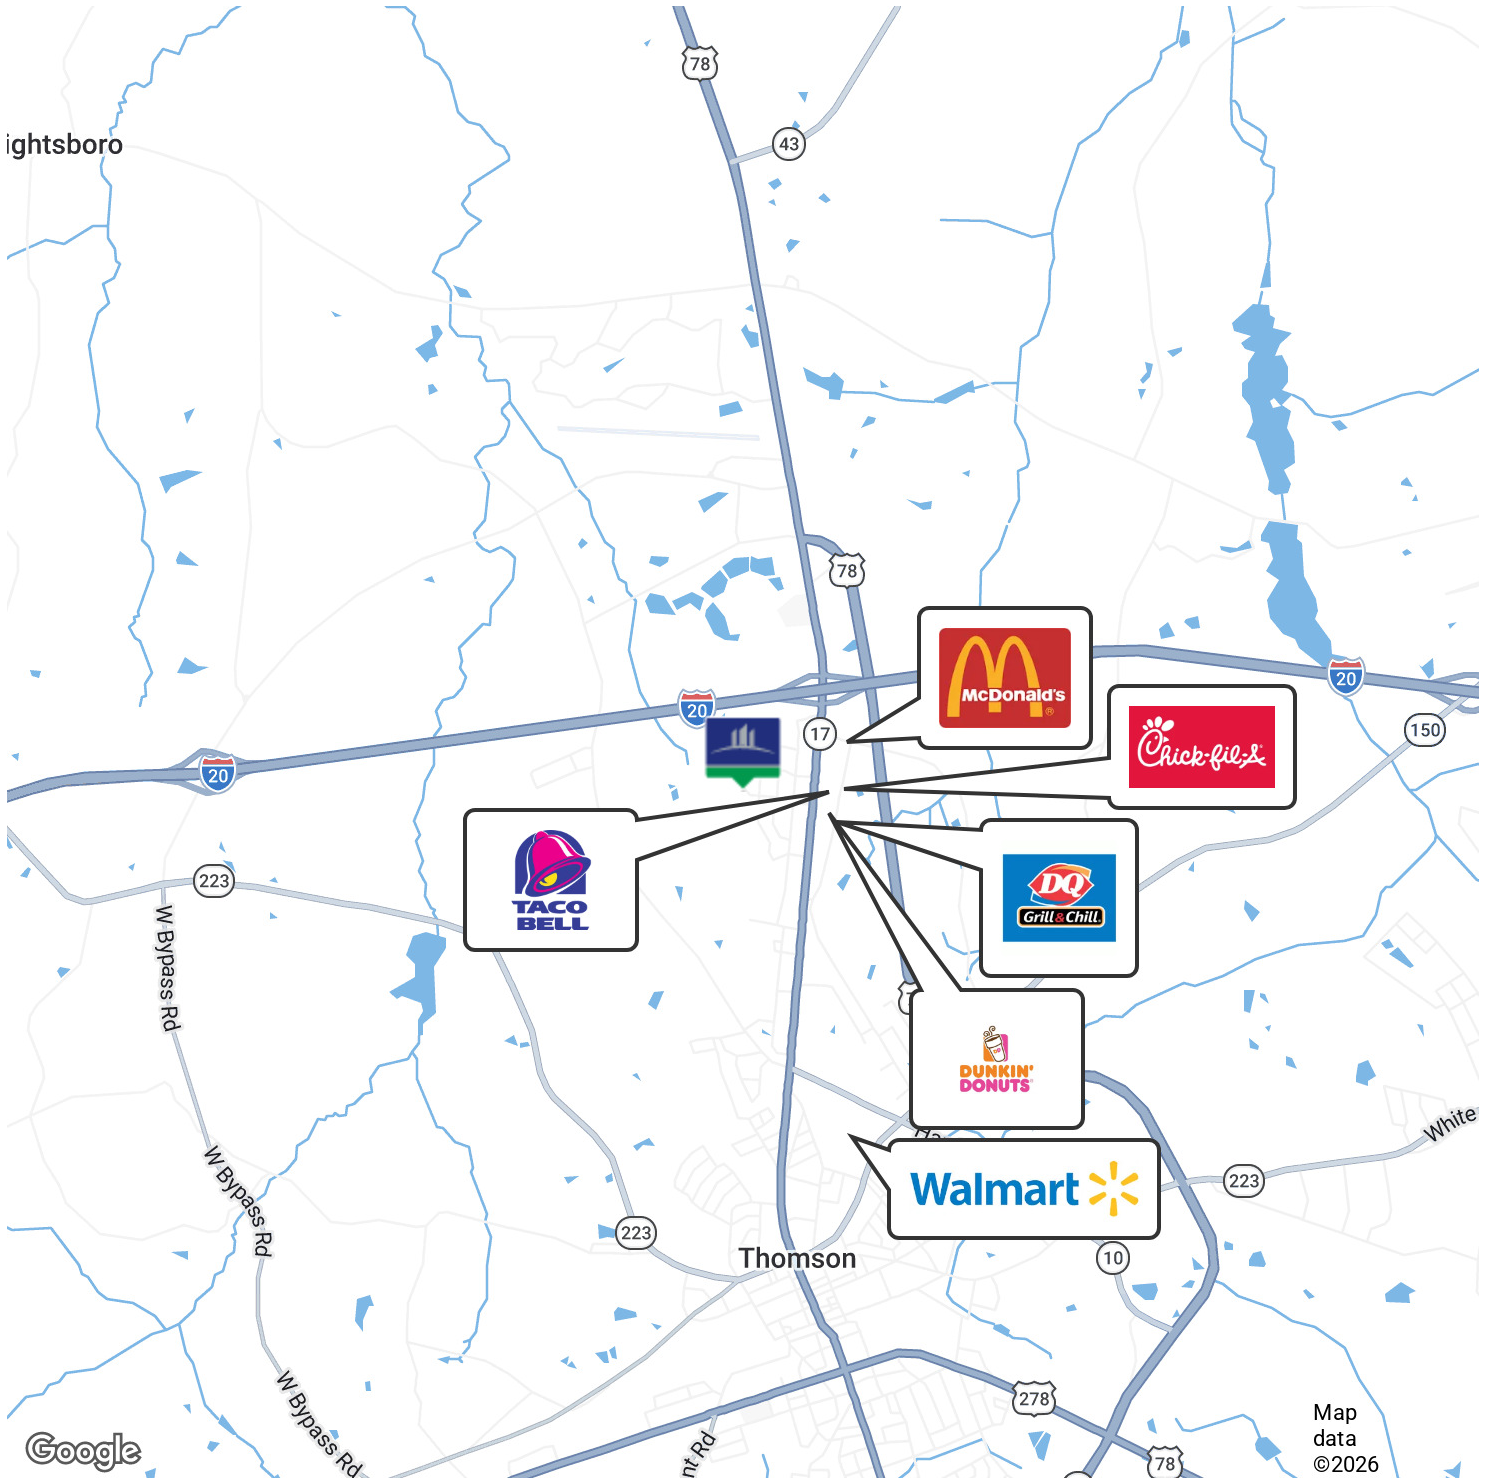 78
43
ightsboro
78
McDonald's
20
20
17
150
Chick-fil-A
20
TACO
BELL
DQ
Grill & Chill
223
W Bypass Rd
DUNKIN'
DONUTS
White
W Bypass Rd
Walmart
223
223
Thomson
10
W Bypass Rd
278
Map
data
©2026
Google
nt Rd
78